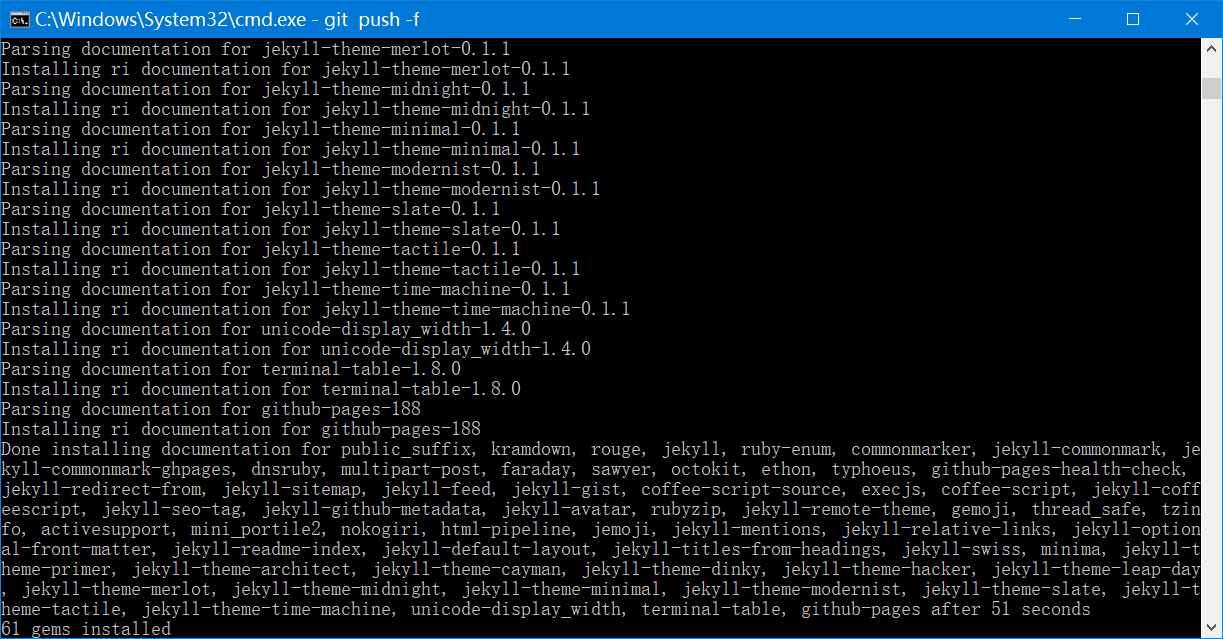 C:\Windows\System32\cmd.exe - git  push -f
Parsing documentation for jekyll-theme-merlot-0.1.1
Installing ri documentation for jekyll-theme-merlot-0.1.1
Parsing documentation for jekyll-theme-midnight-0.1.1
Installing ri documentation for jekyll-theme-midnight-0.1.1
Parsing documentation for jekyll-theme-minimal-0.1.1
Installing ri documentation for jekyll-theme-minimal-0.1.1
Parsing documentation for jekyll-theme-modernist-0.1.1
Installing ri documentation for jekyll-theme-modernist-0.1.1
Parsing documentation for jekyll-theme-slate-0.1.1
Installing ri documentation for jekyll-theme-slate-0.1.1
Parsing documentation for jekyll-theme-tactile-0.1.1
Installing ri documentation for jekyll-theme-tactile-0.1.1
Parsing documentation for jekyll-theme-time-machine-0.1.1
Installing ri documentation for jekyll-theme-time-machine-0.1.1
Parsing documentation for unicode-display_width-1.4.0
Installing ri documentation for unicode-display_width-1.4.0
Parsing documentation for terminal-table-1.8.0
Installing ri documentation for terminal-table-1.8.0
Parsing documentation for github-pages-188
Installing ri documentation for github-pages-188
Done installing documentation for public_suffix, kramdown, rouge, jekyll, ruby-enum, commonmarker, jekyll-commonmark, je
kyll-commonmark-ghpages, dnsruby, multipart-post, faraday, sawyer, octokit, ethon, typhoeus, github-pages-health-check,
jekyll-redirect-from, jekyll-sitemap, jekyll-feed, jekyll-gist, coffee-script-source, execjs, coffee-script, jekyll-coff
eescript, jekyll-seo-tag, jekyll-github-metadata, jekyll-avatar, rubyzip, jekyll-remote-theme, gemoji, thread_safe, tzin
fo, activesupport, mini_portile2, nokogiri, html-pipeline, jemoji, jekyll-mentions, jekyll-relative-links, jekyll-option
al-front-matter, jekyll-readme-index, jekyll-default-layout, jekyll-titles-from-headings, jekyll-swiss, minima, jekyll-t
heme-primer, jekyll-theme-architect, jekyll-theme-cayman, jekyll-theme-dinky, jekyll-theme-hacker, jekyll-theme-leap-day
, jekyll-theme-merlot, jekyll-theme-midnight, jekyll-theme-minimal, jekyll-theme-modernist, jekyll-theme-slate, jekyll-t
heme-tactile, jekyll-theme-time-machine, unicode-display_width, terminal-table, github-pages after 51 seconds
61 gems installed